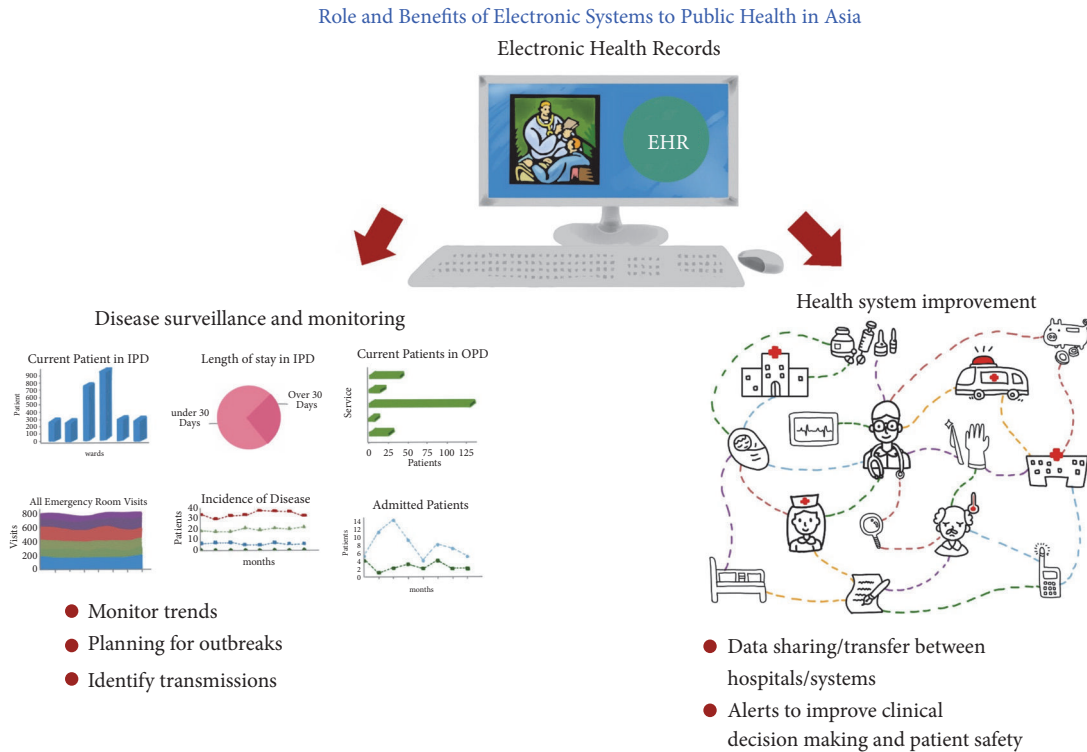 Role and Benefits of Electronic Systems to Public Health in Asia
Electronic Health Records
EHR
Disease surveillance and monitoring
Current Patient in IPD
Patient
900
800
700
600
500
400
300
200
100
0
wards
Length of stay in IPD
Over 30
Days
under 30
Days
Current Patients in OPD
Service
0 25 50 75 100 125
Patients
All Emergency Room Visits
Visits
800
600
400
200
0
Incidence of Disease
Patients
40
30
20
10
0
months
Admitted Patients
Patients
14
12
10
8
6
4
2
0
months
Monitor trends
Planning for outbreaks
Identify transmissions
Health system improvement
Data sharing/transfer between
hospitals/systems
Alerts to improve clinical
decision making and patient safety